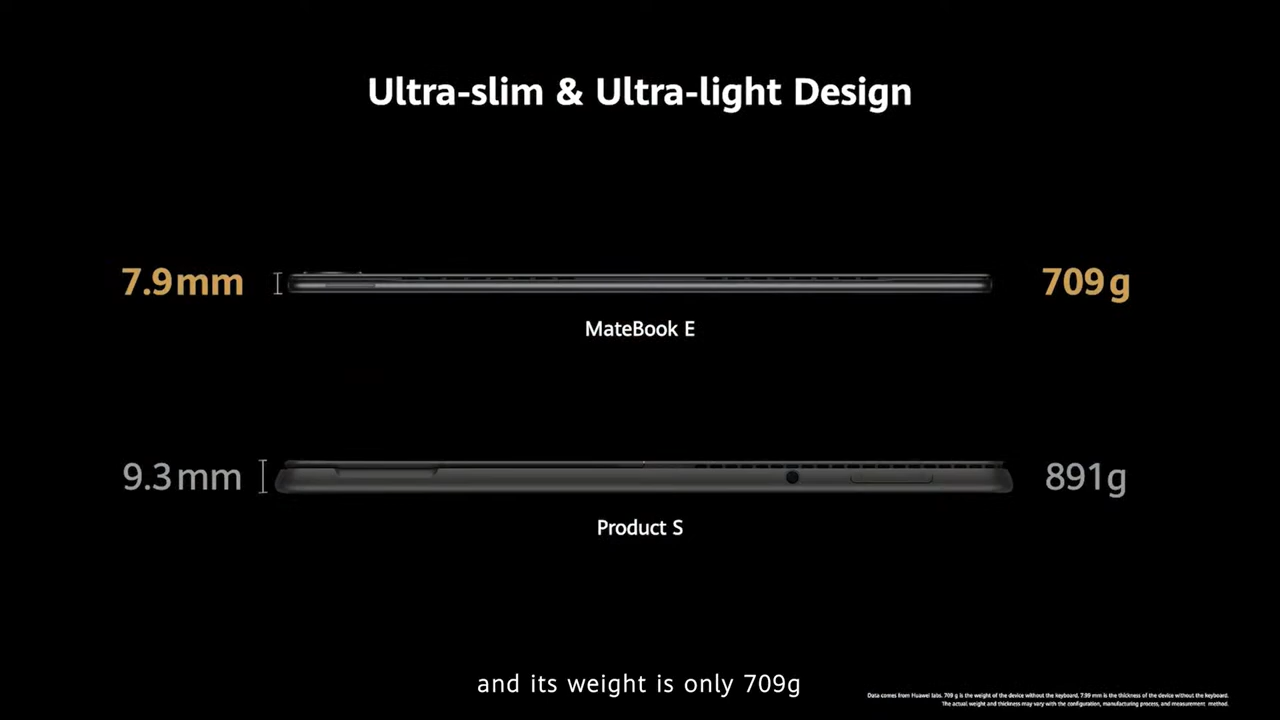 Ultra-slim & Ultra-light Design
7.9mm
709g
MateBook E
9.3mm
891g
Product S
and its weight is only 709g
Data comes from Huawei labs. 709 g is the weight of the device without the keyboard. 7.99 mm is the thickness of the device without the keyboard.
The actual weight and thickness may vary with the configuration, manufacturing process, and measurement method.